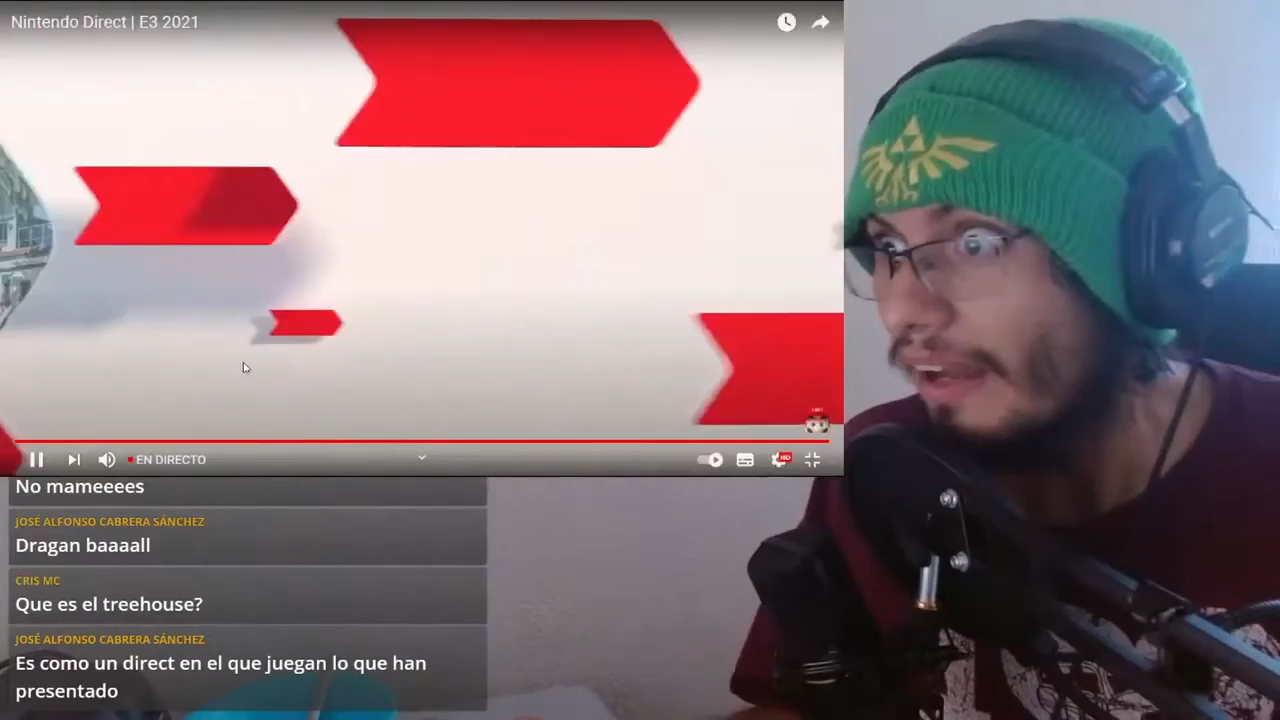 Nintendo Direct | E3 2021
HD
EN DIRECTO
No mameeees
JOSÉ ALFONSO CABRERA SÁNCHEZ
Dragan baaaall
CRIS MC
Que es el treehouse?
JOSÉ ALFONSO CABRERA SÁNCHEZ
Es como un direct en el que juegan lo que han
presentado